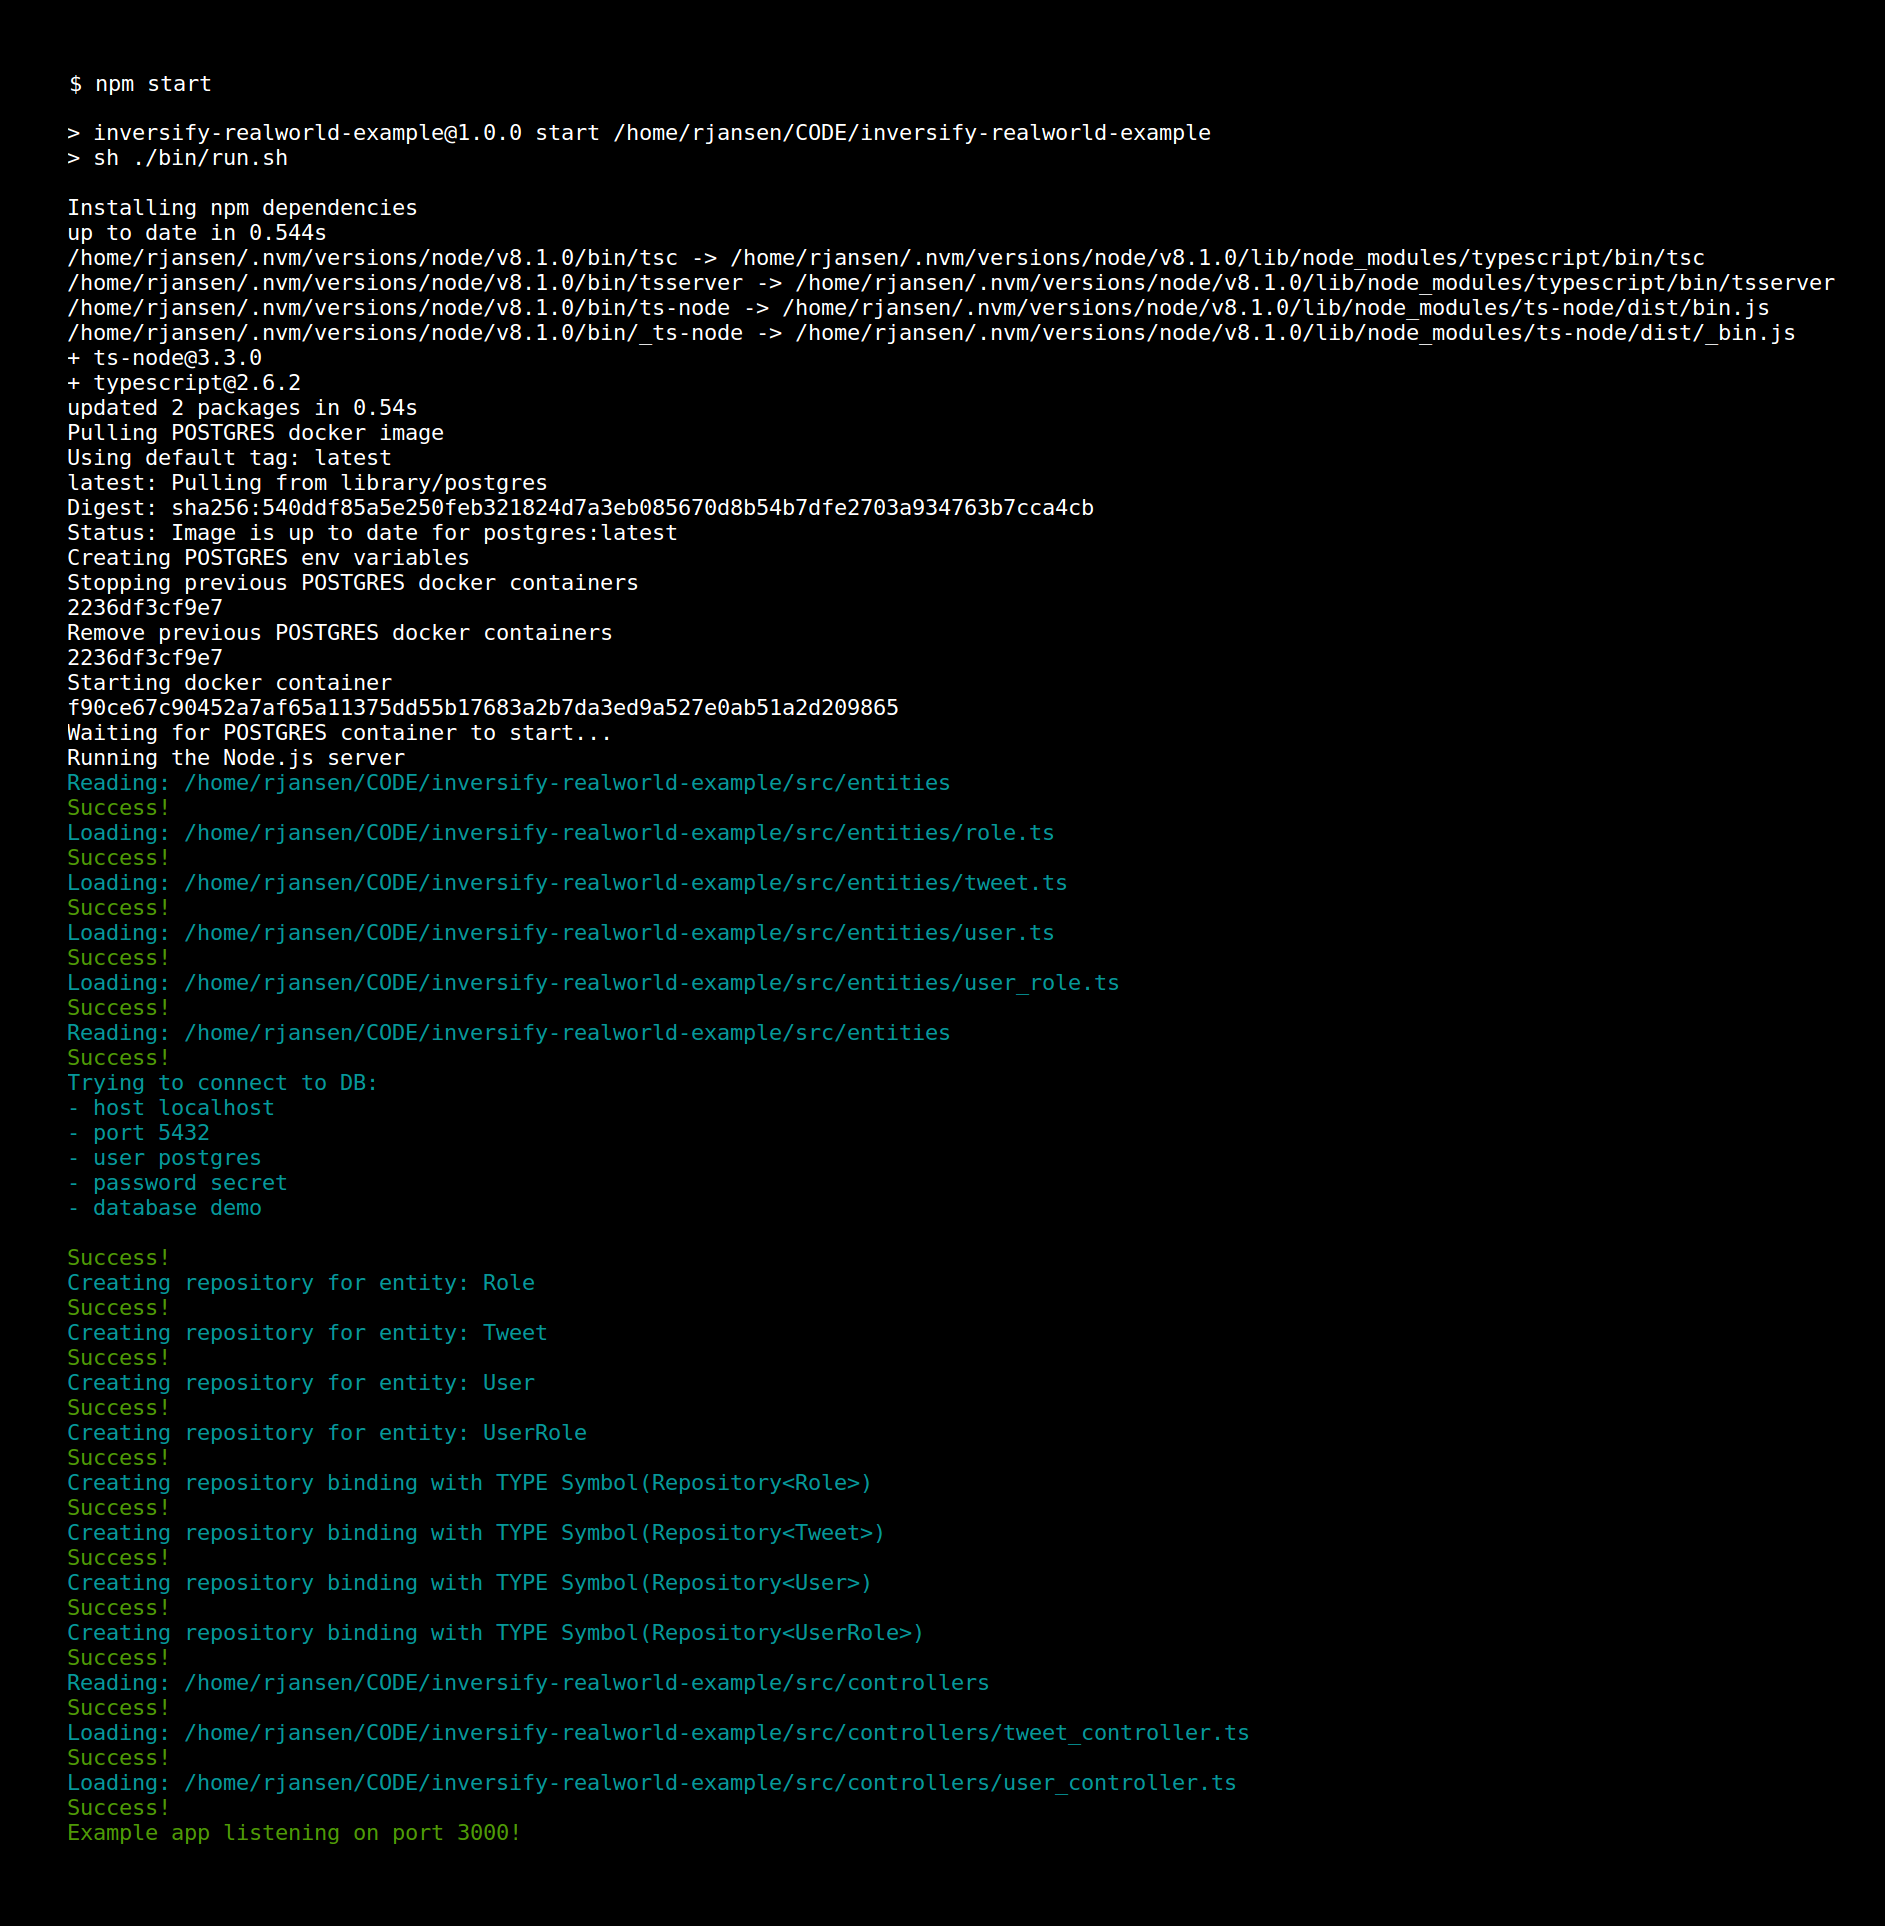 $ npm start
> inversify-realworld-example@1.0.0 start /home/rjansen/CODE/inversify-realworld-example
> sh ./bin/run.sh
Installing npm dependencies
up to date in 0.544s
/home/rjansen/.nvm/versions/node/v8.1.0/bin/tsc -> /home/rjansen/.nvm/versions/node/v8.1.0/lib/node_modules/typescript/bin/tsc
/home/rjansen/.nvm/versions/node/v8.1.0/bin/tsserver -> /home/rjansen/.nvm/versions/node/v8.1.0/lib/node_modules/typescript/bin/tsserver
/home/rjansen/.nvm/versions/node/v8.1.0/bin/ts-node -> /home/rjansen/.nvm/versions/node/v8.1.0/lib/node_modules/ts-node/dist/bin.js
/home/rjansen/.nvm/versions/node/v8.1.0/bin/_ts-node -> /home/rjansen/.nvm/versions/node/v8.1.0/lib/node_modules/ts-node/dist/_bin.js
+ ts-node@3.3.0
+ typescript@2.6.2
updated 2 packages in 0.54s
Pulling POSTGRES docker image
Using default tag: latest
latest: Pulling from library/postgres
Digest: sha256:540ddf85a5e250feb321824d7a3eb085670d8b54b7dfe2703a934763b7cca4cb
Status: Image is up to date for postgres:latest
Creating POSTGRES env variables
Stopping previous POSTGRES docker containers
2236df3cf9e7
Remove previous POSTGRES docker containers
2236df3cf9e7
Starting docker container
f90ce67c90452a7af65a11375dd55b17683a2b7da3ed9a527e0ab51a2d209865
Waiting for POSTGRES container to start...
Running the Node.js server
Reading: /home/rjansen/CODE/inversify-realworld-example/src/entities
Success!
Loading: /home/rjansen/CODE/inversify-realworld-example/src/entities/role.ts
Success!
Loading: /home/rjansen/CODE/inversify-realworld-example/src/entities/tweet.ts
Success!
Loading: /home/rjansen/CODE/inversify-realworld-example/src/entities/user.ts
Success!
Loading: /home/rjansen/CODE/inversify-realworld-example/src/entities/user_role.ts
Success!
Reading: /home/rjansen/CODE/inversify-realworld-example/src/entities
Success!
Trying to connect to DB:
- host localhost
- port 5432
- user postgres
- password secret
- database demo
Success!
Creating repository for entity: Role
Success!
Creating repository for entity: Tweet
Success!
Creating repository for entity: User
Success!
Creating repository for entity: UserRole
Success!
Creating repository binding with TYPE Symbol(Repository<Role>)
Success!
Creating repository binding with TYPE Symbol(Repository<Tweet>)
Success!
Creating repository binding with TYPE Symbol(Repository<User>)
Success!
Creating repository binding with TYPE Symbol(Repository<UserRole>)
Success!
Reading: /home/rjansen/CODE/inversify-realworld-example/src/controllers
Success!
Loading: /home/rjansen/CODE/inversify-realworld-example/src/controllers/tweet_controller.ts
Success!
Loading: /home/rjansen/CODE/inversify-realworld-example/src/controllers/user_controller.ts
Success!
Example app listening on port 3000!